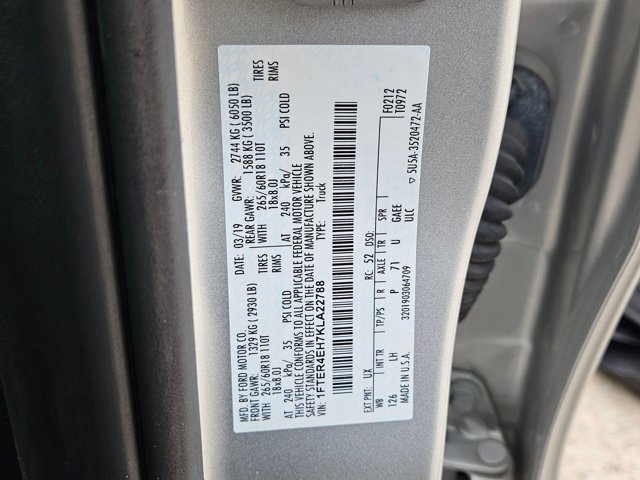 MFD. BY FORD MOTOR CO.
DATE: 03/19 GVWR: 2744 KG ( 6050 LB)
FRONT GAWR: 1329 KG ( 2930 LB) REAR GAWR: 1588 KG ( 3500 LB)
WITH 265/60R18 110T TIRES WITH 265/60R18 110T TIRES
18x8.0J RIMS 18x8.0J RIMS
AT 240 kPa/ 35 PSI COLD AT 240 kPa/ 35 PSI COLD
THIS VEHICLE CONFORMS TO ALL APPLICABLE FEDERAL MOTOR VEHICLE
SAFETY STANDARDS IN EFFECT ON THE DATE OF MANUFACTURE SHOWN ABOVE.
VIN: 1FTER4EH7KLA22788 TYPE: Truck
F0212
T0972
EXT PNT: UX RC: 52 DSO:
WB INT TR TP/PS R AXLE TR SPR
126 LH P 71 U GAEE
ULC
MADE IN U.S.A. 3201903064709 5U5A-3520472-AA